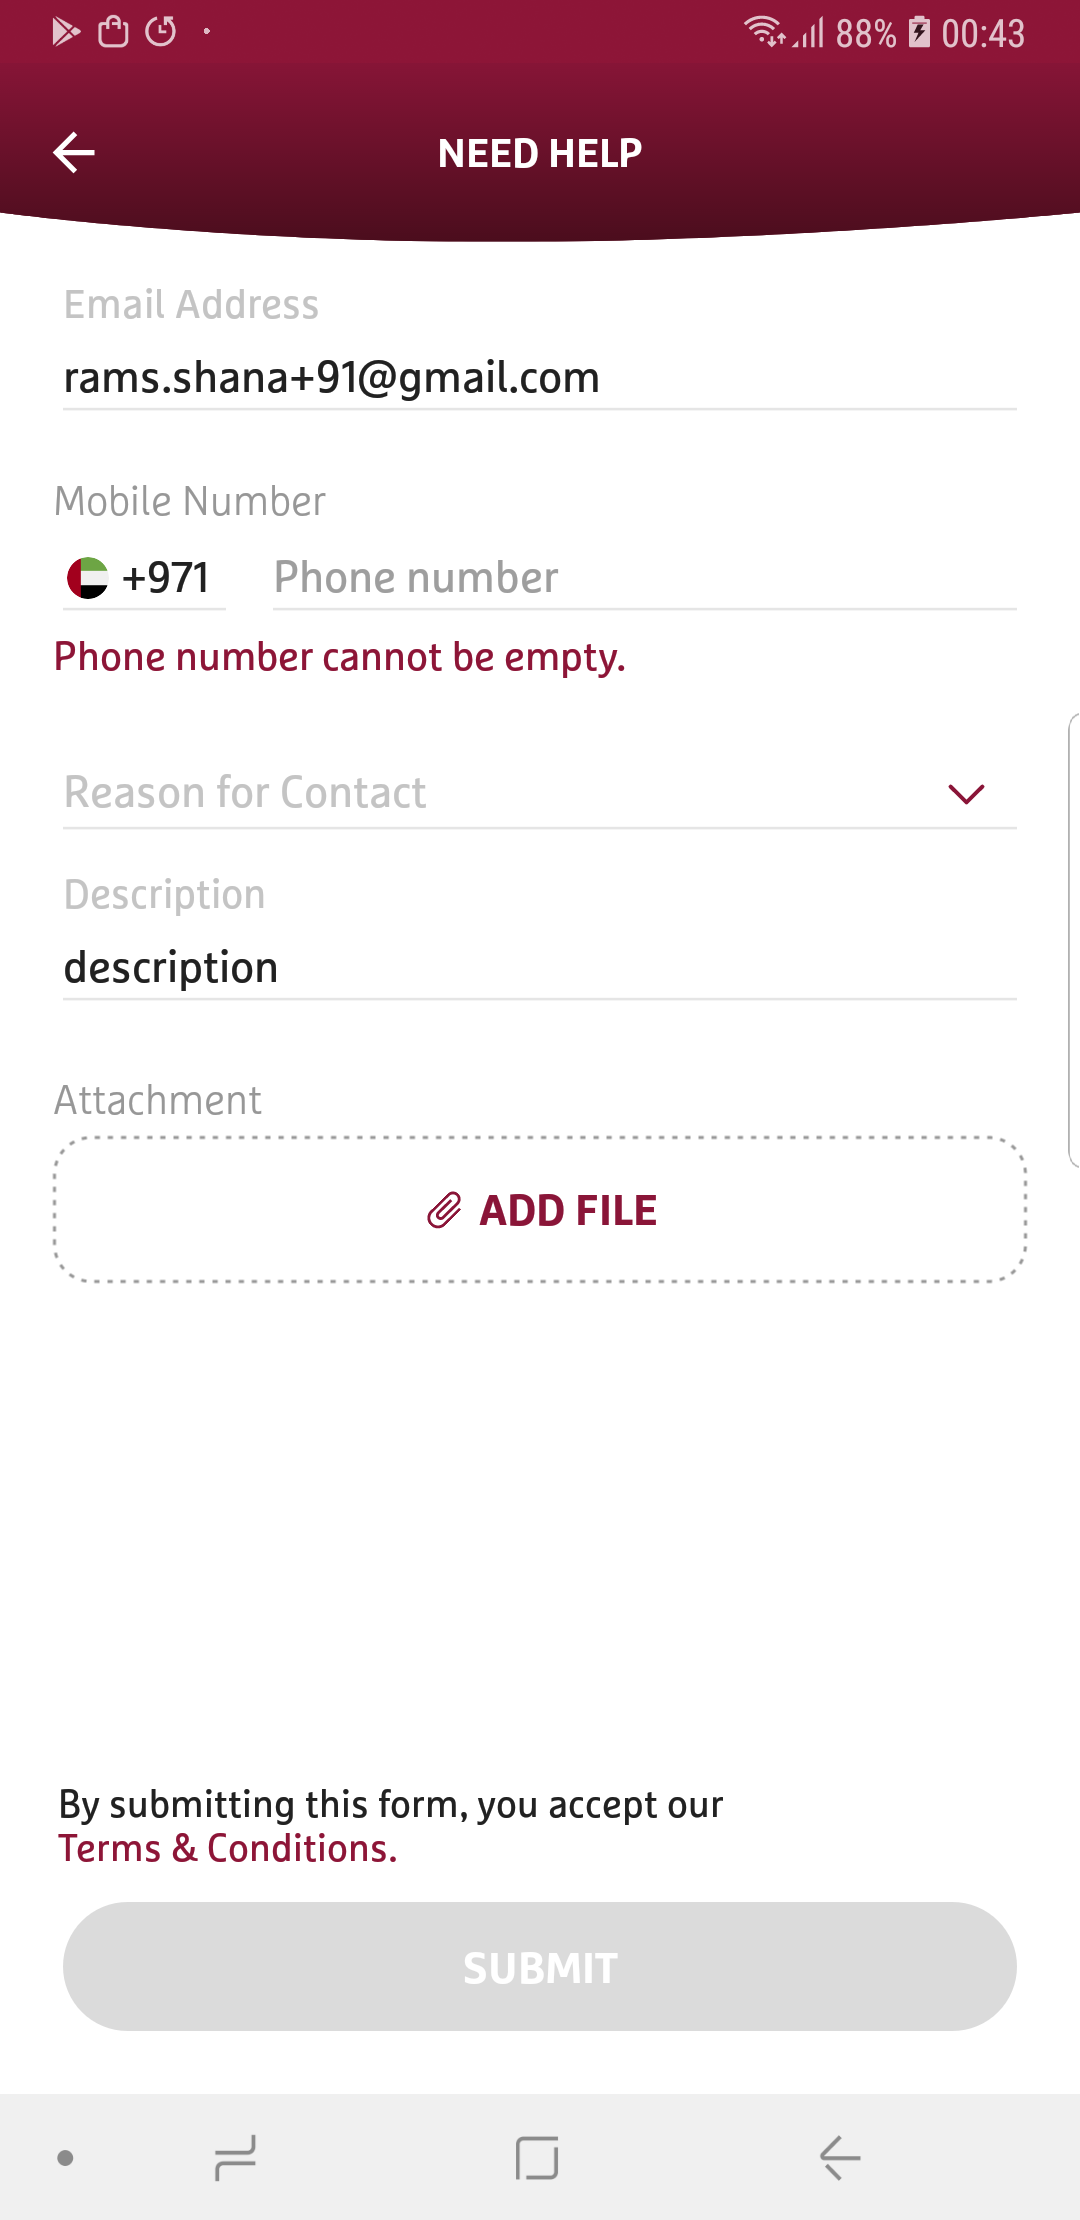 88% 00:43
NEED HELP
Email Address
rams.shana+91@gmail.com
Mobile Number
+971 Phone number
Phone number cannot be empty.
Reason for Contact
Description
description
Attachment
ADD FILE
By submitting this form, you accept our
Terms & Conditions.
SUBMIT